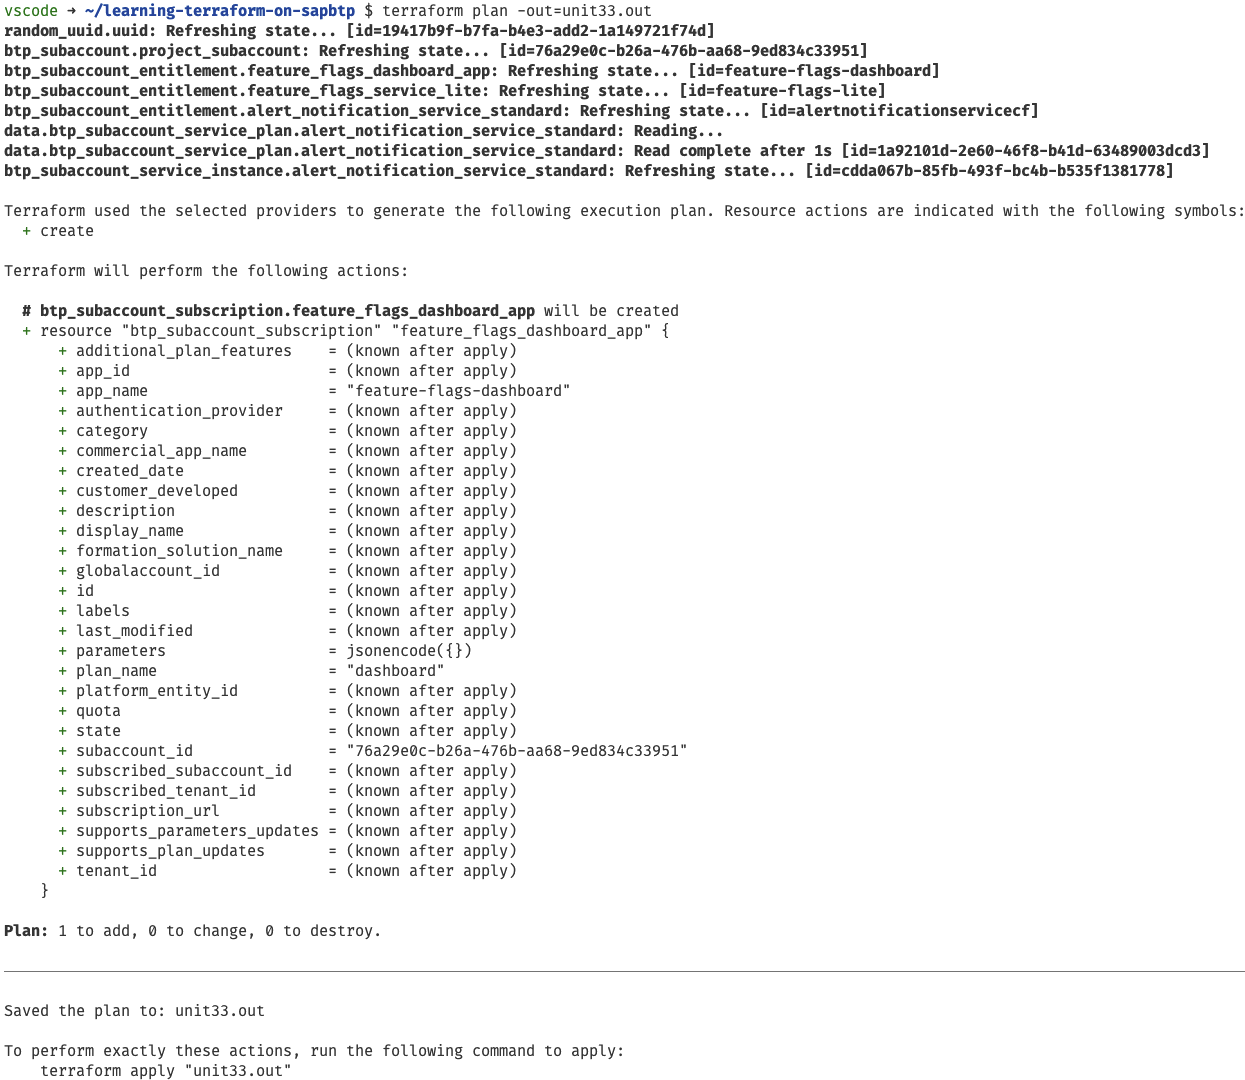 vscode → ~/learning-terraform-on-sapbtp $ terraform plan -out=unit33.out
random_uuid.uuid: Refreshing state... [id=19417b9f-b7fa-b4e3-add2-1a149721f74d]
btp_subaccount.project_subaccount: Refreshing state... [id=76a29e0c-b26a-476b-aa68-9ed834c33951]
btp_subaccount_entitlement.feature_flags_dashboard_app: Refreshing state... [id=feature-flags-dashboard]
btp_subaccount_entitlement.feature_flags_service_lite: Refreshing state... [id=feature-flags-lite]
btp_subaccount_entitlement.alert_notification_service_standard: Refreshing state... [id=alertnotificationservicecf]
data.btp_subaccount_service_plan.alert_notification_service_standard: Reading...
data.btp_subaccount_service_plan.alert_notification_service_standard: Read complete after 1s [id=1a92101d-2e60-46f8-b41d-63489003dcd3]
btp_subaccount_service_instance.alert_notification_service_standard: Refreshing state... [id=cdda067b-85fb-493f-bc4b-b535f1381778]
Terraform used the selected providers to generate the following execution plan. Resource actions are indicated with the following symbols:
  + create
Terraform will perform the following actions:
  # btp_subaccount_subscription.feature_flags_dashboard_app will be created
  + resource "btp_subaccount_subscription" "feature_flags_dashboard_app" {
      + additional_plan_features    = (known after apply)
      + app_id                      = (known after apply)
      + app_name                    = "feature-flags-dashboard"
      + authentication_provider     = (known after apply)
      + category                    = (known after apply)
      + commercial_app_name         = (known after apply)
      + created_date                = (known after apply)
      + customer_developed          = (known after apply)
      + description                 = (known after apply)
      + display_name                = (known after apply)
      + formation_solution_name     = (known after apply)
      + globalaccount_id            = (known after apply)
      + id                          = (known after apply)
      + labels                      = (known after apply)
      + last_modified               = (known after apply)
      + parameters                  = jsonencode({})
      + plan_name                   = "dashboard"
      + platform_entity_id          = (known after apply)
      + quota                       = (known after apply)
      + state                       = (known after apply)
      + subaccount_id               = "76a29e0c-b26a-476b-aa68-9ed834c33951"
      + subscribed_subaccount_id    = (known after apply)
      + subscribed_tenant_id        = (known after apply)
      + subscription_url            = (known after apply)
      + supports_parameters_updates = (known after apply)
      + supports_plan_updates       = (known after apply)
      + tenant_id                   = (known after apply)
    }
Plan: 1 to add, 0 to change, 0 to destroy.
Saved the plan to: unit33.out
To perform exactly these actions, run the following command to apply:
    terraform apply "unit33.out"